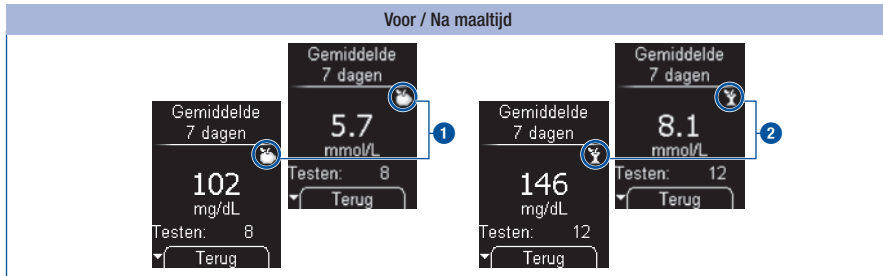 Voor / Na maaltijd
Gemiddelde
7 dagen
102
mg/dL
Testen: 8
Terug
Gemiddelde
7 dagen
5.7
mmol/L
Testen: 8
Terug
1
Gemiddelde
7 dagen
146
mg/dL
Testen: 12
Terug
Gemiddelde
7 dagen
8.1
mmol/L
Testen: 12
Terug
2